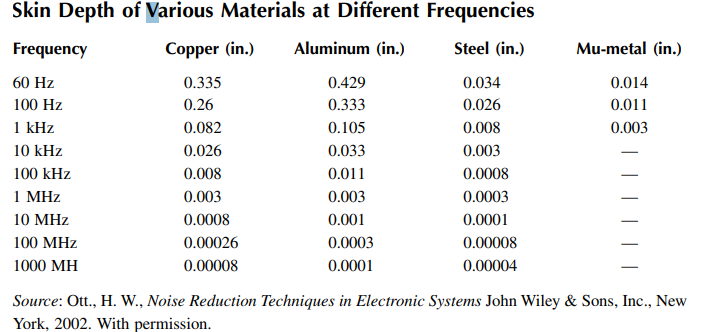 Skin Depth of Various Materials at Different Frequencies
Frequency Copper (in.) Aluminum (in.) Steel (in.) Mu-metal (in.)
60 Hz 0.335 0.429 0.034 0.014
100 Hz 0.26 0.333 0.026 0.011
1 kHz 0.082 0.105 0.008 0.003
10 kHz 0.026 0.033 0.003 —
100 kHz 0.008 0.011 0.0008 —
1 MHz 0.003 0.003 0.0003 —
10 MHz 0.0008 0.001 0.0001 —
100 MHz 0.00026 0.0003 0.00008 —
1000 MH 0.00008 0.0001 0.00004 —
Source: Ott., H. W., Noise Reduction Techniques in Electronic Systems John Wiley & Sons, Inc., New
York, 2002. With permission.